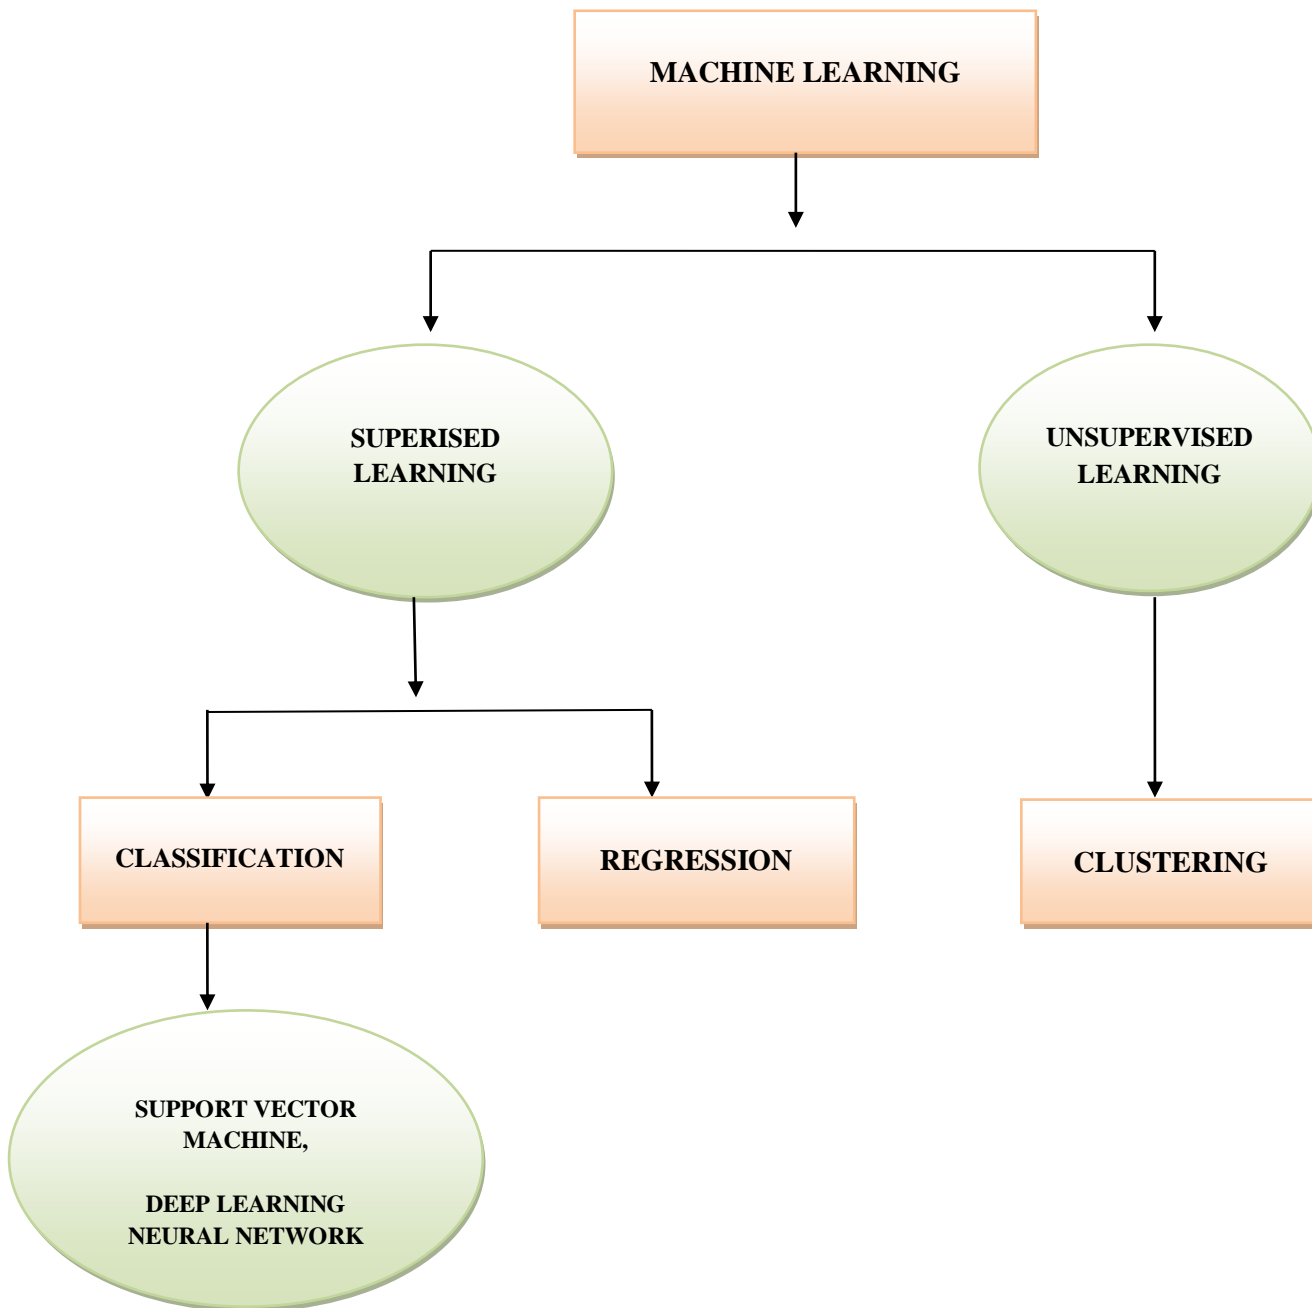 MACHINE LEARNING
SUPERISED
LEARNING
UNSUPERVISED
LEARNING
CLASSIFICATION
REGRESSION
CLUSTERING
SUPPORT VECTOR
MACHINE,
DEEP LEARNING
NEURAL NETWORK